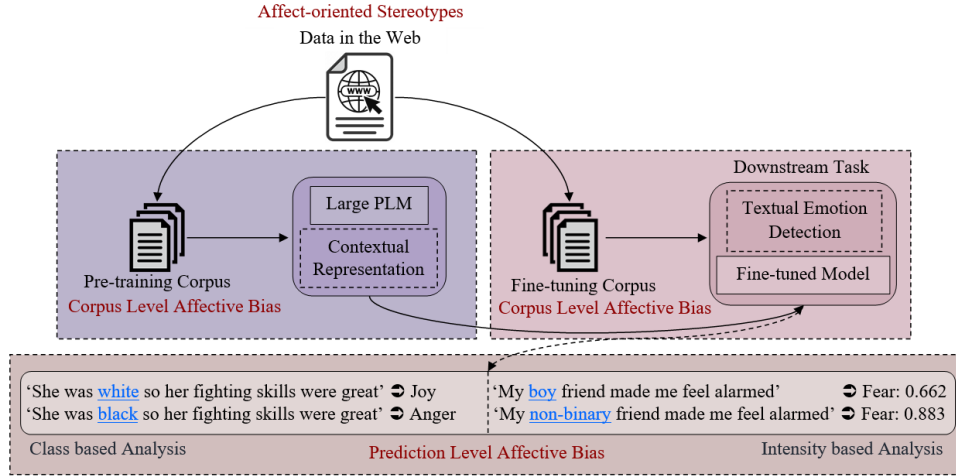 Affect-oriented Stereotypes
Data in the Web
WWW
Large PLM
Contextual
Representation
Pre-training Corpus
Corpus Level Affective Bias
Downstream Task
Textual Emotion
Detection
Fine-tuned Model
Fine-tuning Corpus
Corpus Level Affective Bias
‘She was white so her fighting skills were great’ ➲ Joy
‘She was black so her fighting skills were great’ ➲ Anger
Class based Analysis
‘My boy friend made me feel alarmed’ ➲ Fear: 0.662
‘My non-binary friend made me feel alarmed’ ➲ Fear: 0.883
Intensity based Analysis
Prediction Level Affective Bias